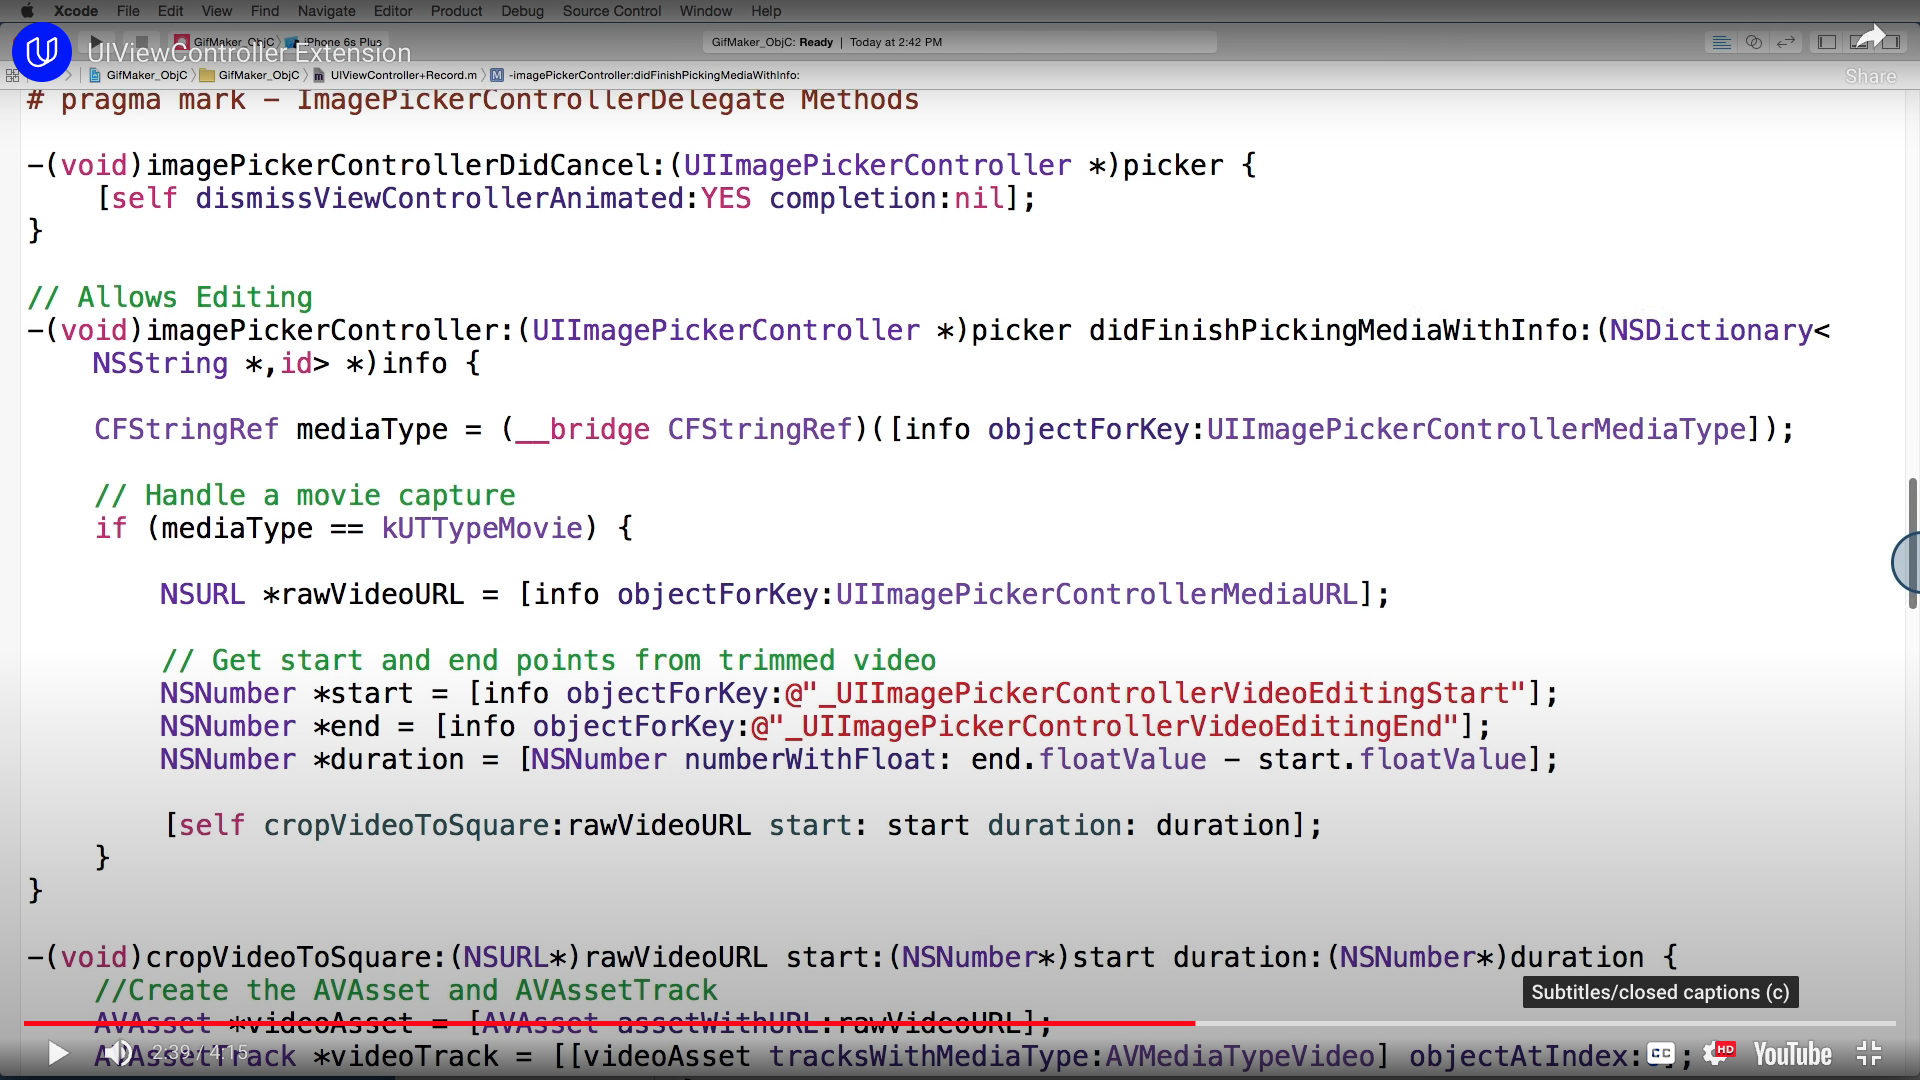 Xcode File Edit View Find Navigate Editor Product Debug Source Control Window Help
GifMaker_ObjC iPhone 6s Plus
GifMaker_ObjC: Ready | Today at 2:42 PM
UIViewController Extension
Share
GifMaker_ObjC GifMaker_ObjC UIViewController+Record.m M -imagePickerController:didFinishPickingMediaWithInfo:
# pragma mark - ImagePickerControllerDelegate Methods
-(void)imagePickerControllerDidCancel:(UIImagePickerController *)picker {
[self dismissViewControllerAnimated:YES completion:nil];
}
// Allows Editing
-(void)imagePickerController:(UIImagePickerController *)picker didFinishPickingMediaWithInfo:(NSDictionary<
NSString *,id> *)info {
CFStringRef mediaType = (__bridge CFStringRef)([info objectForKey:UIImagePickerControllerMediaType]);
// Handle a movie capture
if (mediaType == kUTTypeMovie) {
NSURL *rawVideoURL = [info objectForKey:UIImagePickerControllerMediaURL];
// Get start and end points from trimmed video
NSNumber *start = [info objectForKey:@"_UIImagePickerControllerVideoEditingStart"];
NSNumber *end = [info objectForKey:@"_UIImagePickerControllerVideoEditingEnd"];
NSNumber *duration = [NSNumber numberWithFloat: end.floatValue - start.floatValue];
[self cropVideoToSquare:rawVideoURL start: start duration: duration];
}
}
-(void)cropVideoToSquare:(NSURL*)rawVideoURL start:(NSNumber*)start duration:(NSNumber*)duration {
//Create the AVAsset and AVAssetTrack
Subtitles/closed captions (c)
AVAsset *videoAsset = [AVAsset assetWithURL:rawVideoURL];
AVAssetTrack *videoTrack = [[videoAsset tracksWithMediaType:AVMediaTypeVideo] objectAtIndex:
2:39 / 4:15
CC HD YouTube